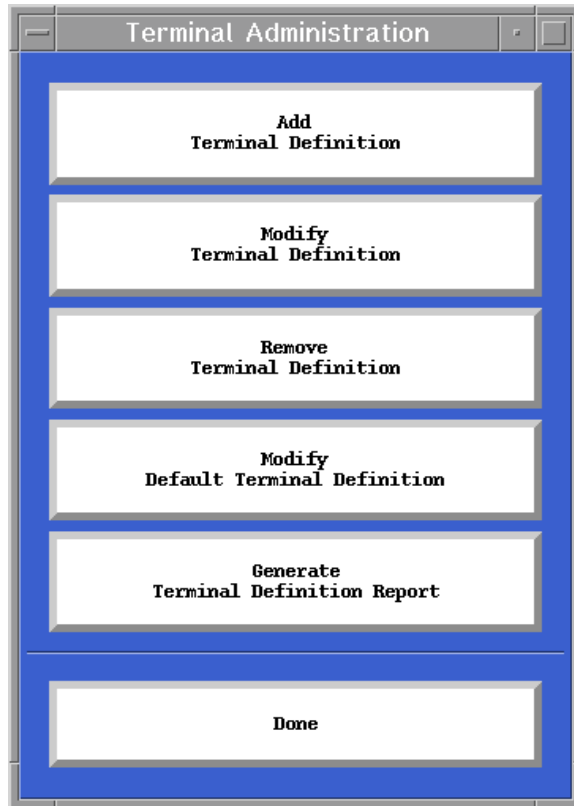 Terminal Administration
Add
Terminal Definition
Modify
Terminal Definition
Remove
Terminal Definition
Modify
Default Terminal Definition
Generate
Terminal Definition Report
Done